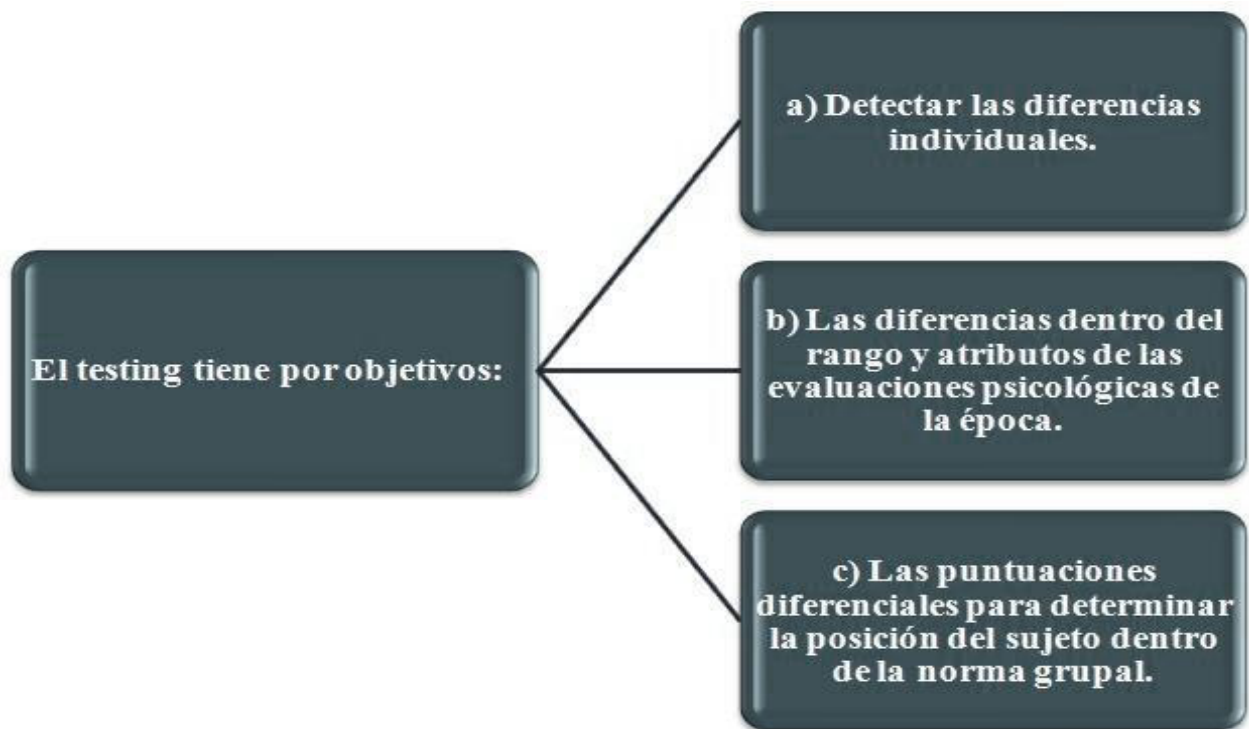 El testing tiene por objetivos:
a) Detectar las diferencias
individuales.
b) Las diferencias dentro del
rango y atributos de las
evaluaciones psicológicas de
la época.
c) Las puntuaciones
diferenciales para determinar
la posición del sujeto dentro
de la norma grupal.